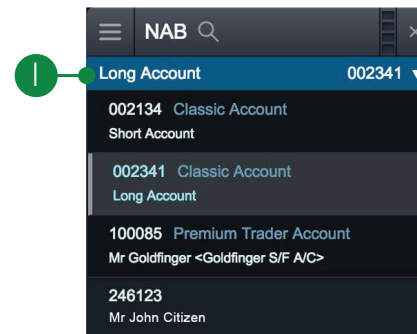 NAB
Long Account 002341
002134 Classic Account
Short Account
002341 Classic Account
Long Account
100085 Premium Trader Account
Mr Goldfinger <Goldfinger S/F A/C>
246123
Mr John Citizen